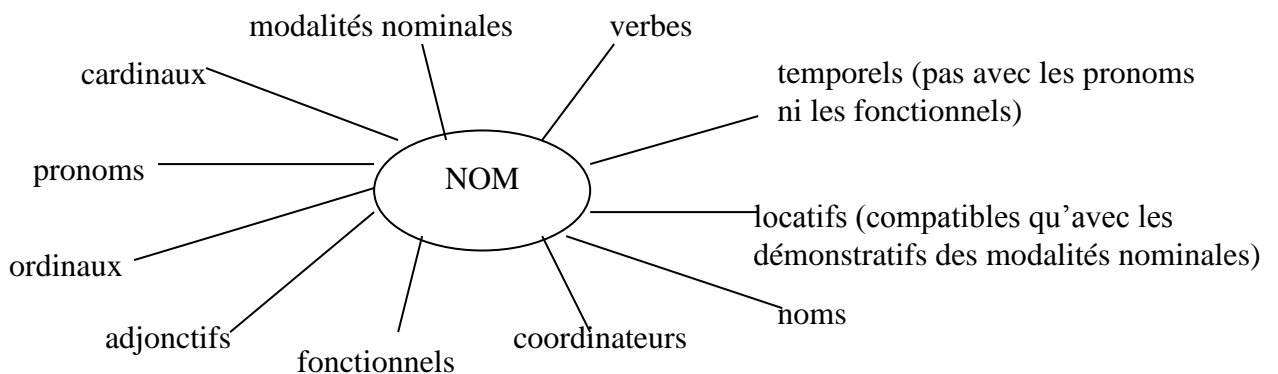 modalités nominales
verbes
cardinaux
temporels (pas avec les pronoms
ni les fonctionnels)
pronoms
NOM
locatifs (compatibles qu’avec les
démonstratifs des modalités nominales)
ordinaux
noms
adjonctifs
coordinateurs
fonctionnels